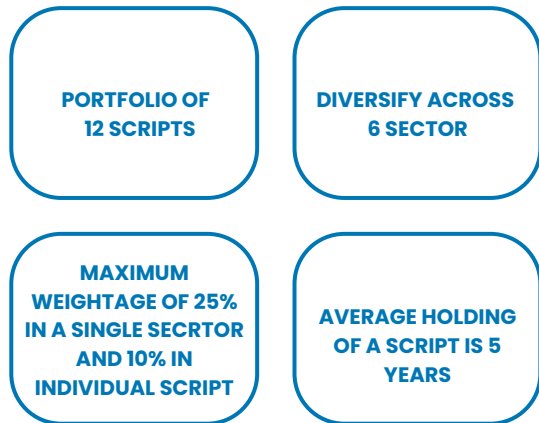 PORTFOLIO OF
12 SCRIPTS
DIVERSIFY ACROSS
6 SECTOR
MAXIMUM
WEIGHTAGE OF 25%
IN A SINGLE SECRTOR
AND 10% IN
INDIVIDUAL SCRIPT
AVERAGE HOLDING
OF A SCRIPT IS 5
YEARS